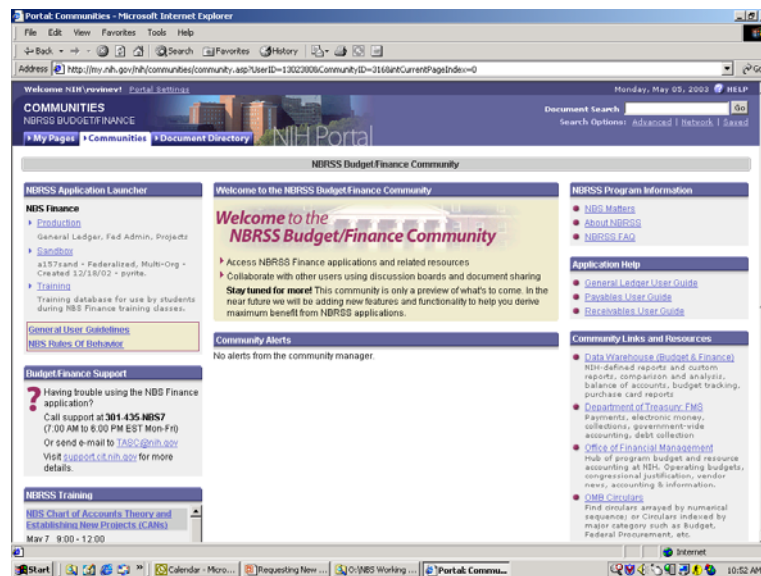 Portal: Communities - Microsoft Internet Explorer
File Edit View Favorites Tools Help
Back Search Favorites History
Address http://my.nih.gov/nih/communities/community.asp?UserID=1302380&CommunityID=316&intCurrentPageIndex=0 Go
Welcome NIH\rovinev! Portal Settings Monday, May 05, 2003 HELP
COMMUNITIES
NBRSS BUDGET/FINANCE
Document Search Go
Search Options: Advanced | Network | Saved
My Pages Communities Document Directory
NIH Portal
NBRSS Budget/Finance Community
NBRSS Application Launcher
NBS Finance
Production
General Ledger, Fed Admin, Projects
Sandbox
a157sand - Federalized, Multi-Org -
Created 12/18/02 - pyrite.
Training
Training database for use by students
during NBS Finance training classes.
General User Guidelines
NBS Rules Of Behavior
Budget/Finance Support
? Having trouble using the NBS Finance
application?
Call support at 301-435-NBS7
(7:00 AM to 6:00 PM EST Mon-Fri)
Or send e-mail to TASC@nih.gov
Visit support.cit.nih.gov for more
details.
NBRSS Training
NBS Chart of Accounts Theory and
Establishing New Projects (CANs)
May 7 9:00 - 12:00
Welcome to the NBRSS Budget/Finance Community
Welcome to the
NBRSS Budget/Finance Community
Access NBRSS Finance applications and related resources
Collaborate with other users using discussion boards and document sharing
Stay tuned for more! This community is only a preview of what's to come. In the
near future we will be adding new features and functionality to help you derive
maximum benefit from NBRSS applications.
Community Alerts
No alerts from the community manager.
NBRSS Program Information
NBS Matters
About NBRSS
NBRSS FAQ
Application Help
General Ledger User Guide
Payables User Guide
Receivables User Guide
Community Links and Resources
Data Warehouse (Budget & Finance)
NIH-defined reports and custom
reports, comparison and analysis,
balance of accounts, budget tracking,
purchase card reports
Department of Treasury: FMS
Payments, electronic money,
collections, government-wide
accounting, debt collection
Office of Financial Management
Hub of program budget and resource
accounting at NIH. Operating budgets,
congressional justification, vendor
news, accounting & information.
OMB Circulars
Find circulars arrayed by numerical
sequence; or Circulars indexed by
major category such as Budget,
Federal Procurement, etc.
Internet
Start Calendar - Micro... Requesting New ... O:\NBS Working ... Portal: Commu... 10:52 AM